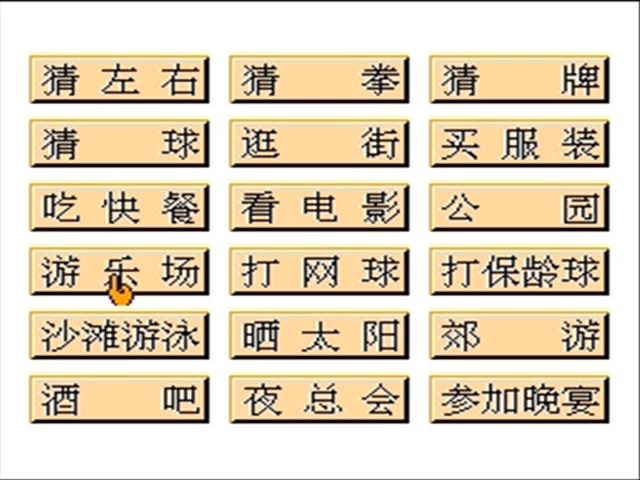 猜左右 猜拳 猜牌
猜球 逛街 买服装
吃快餐 看电影 公园
游乐场 打网球 打保龄球
沙滩游泳 晒太阳 郊游
酒吧 夜总会 参加晚宴